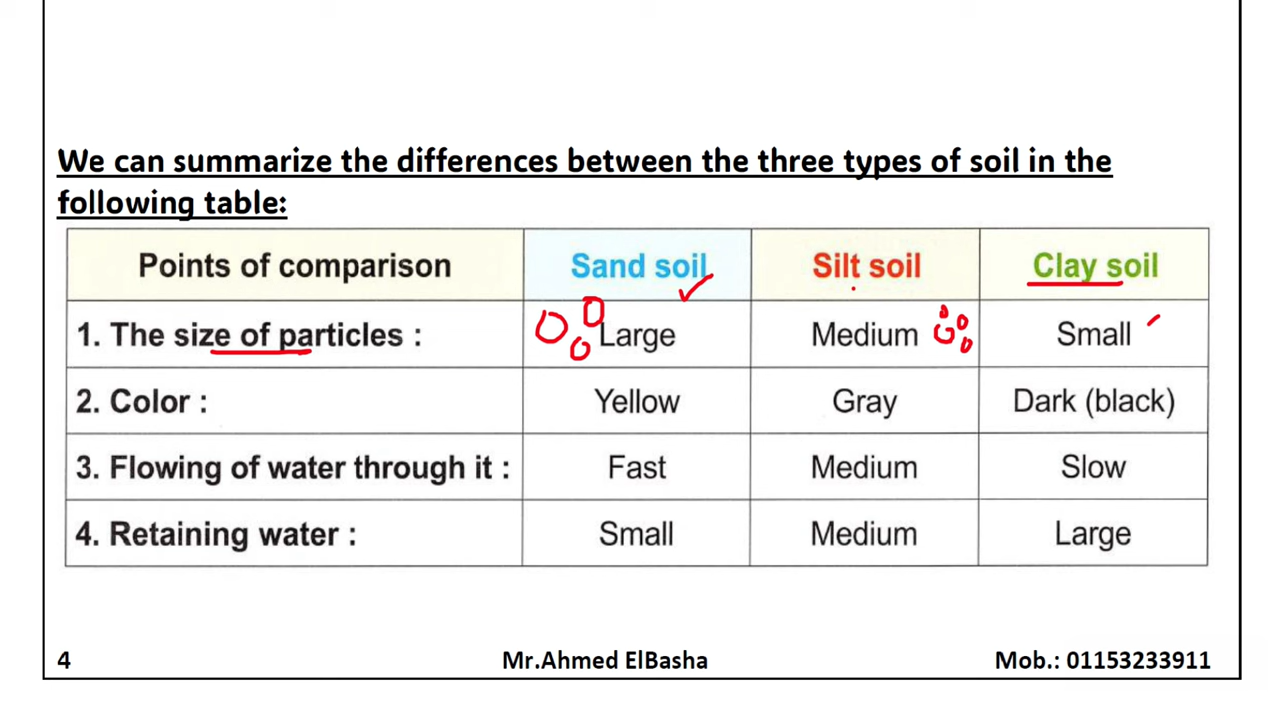 We can summarize the differences between the three types of soil in the
following table:
Points of comparison Sand soil Silt soil Clay soil
1. The size of particles : Large Medium Small
2. Color : Yellow Gray Dark (black)
3. Flowing of water through it : Fast Medium Slow
4. Retaining water : Small Medium Large
4 Mr.Ahmed ElBasha Mob.: 01153233911